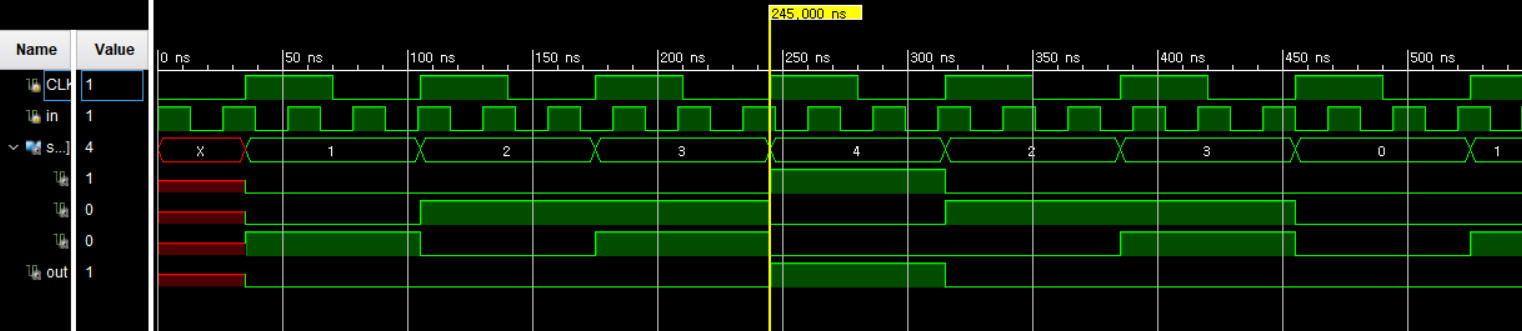 245,000 ns
Name Value
0 ns 50 ns 100 ns 150 ns 200 ns 250 ns 300 ns 350 ns 400 ns 450 ns 500 ns
CLK 1
in 1
s...] 4 X 1 2 3 4 2 3 0 1
1
0
0
out 1